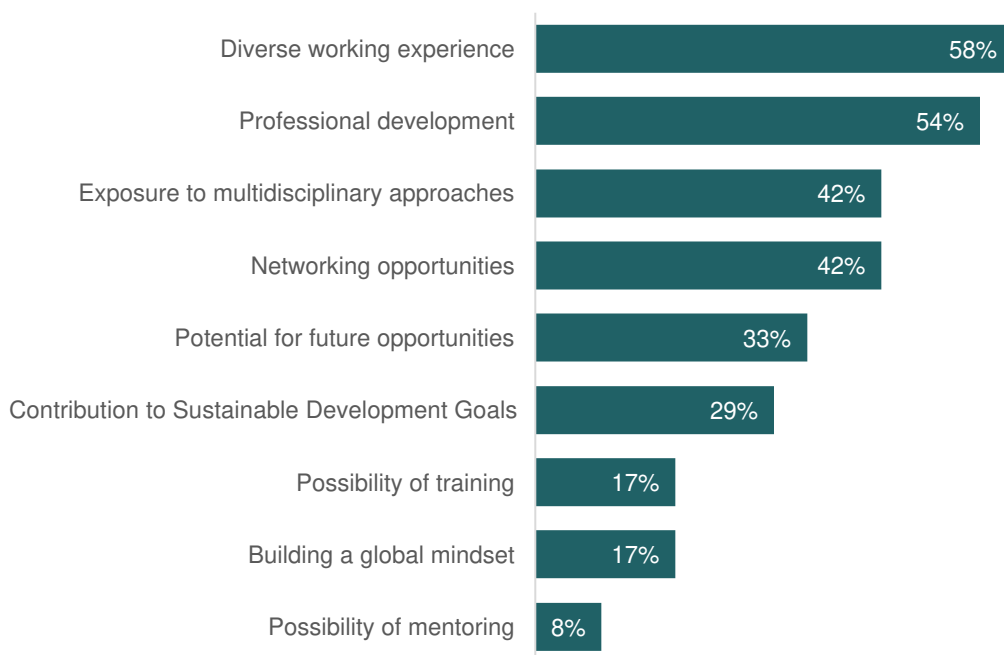 Diverse working experience 58%
Professional development 54%
Exposure to multidisciplinary approaches 42%
Networking opportunities 42%
Potential for future opportunities 33%
Contribution to Sustainable Development Goals 29%
Possibility of training 17%
Building a global mindset 17%
Possibility of mentoring 8%